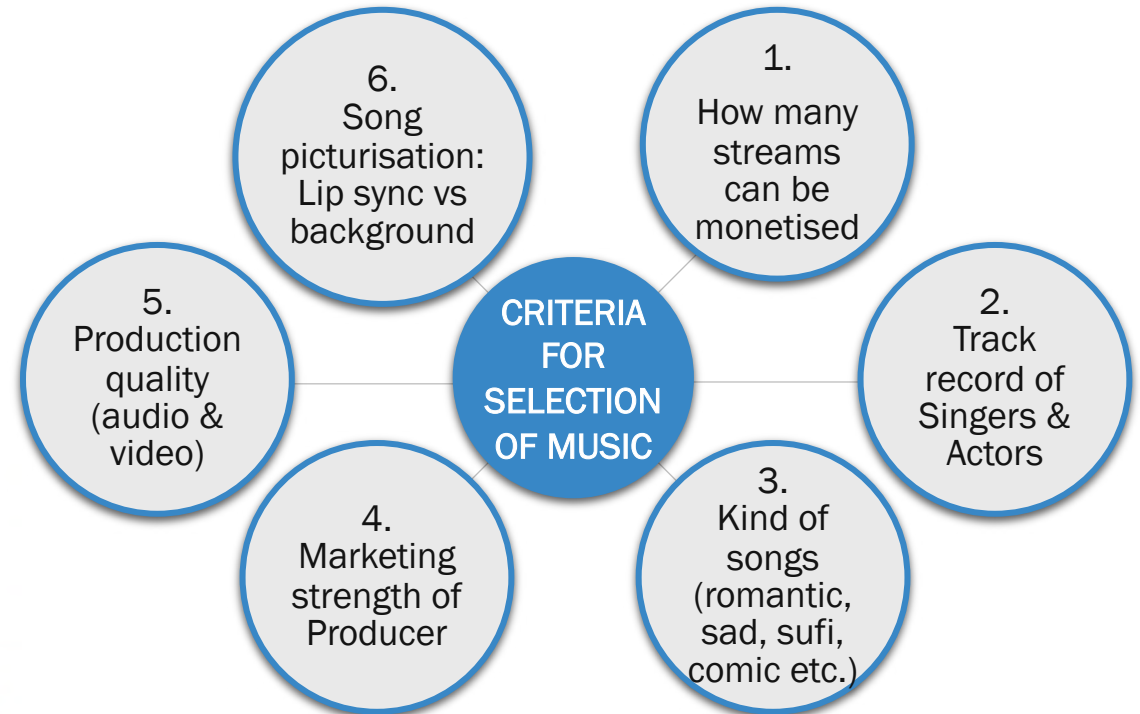 CRITERIA
FOR
SELECTION
OF MUSIC
1.
How many
streams
can be
monetised
2.
Track
record of
Singers &
Actors
3.
Kind of
songs
(romantic,
sad, sufi,
comic etc.)
4.
Marketing
strength of
Producer
5.
Production
quality
(audio &
video)
6.
Song
picturisation:
Lip sync vs
background